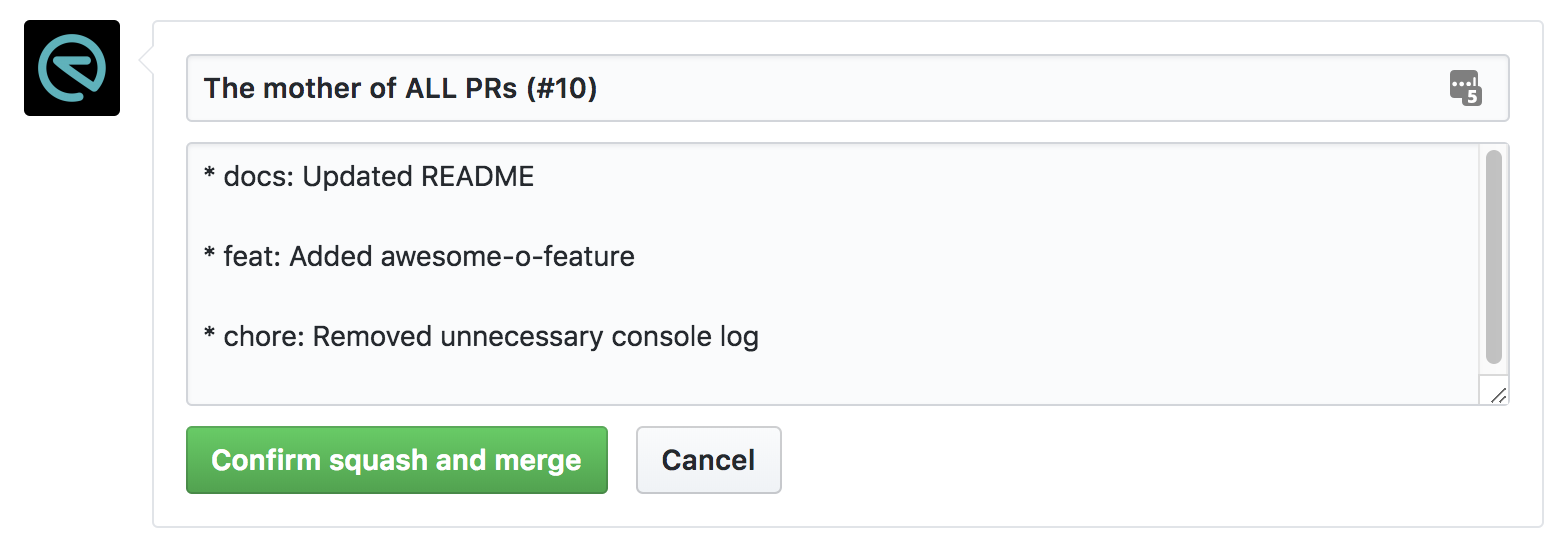 The mother of ALL PRs (#10)
5
* docs: Updated README
* feat: Added awesome-o-feature
* chore: Removed unnecessary console log
Confirm squash and merge
Cancel